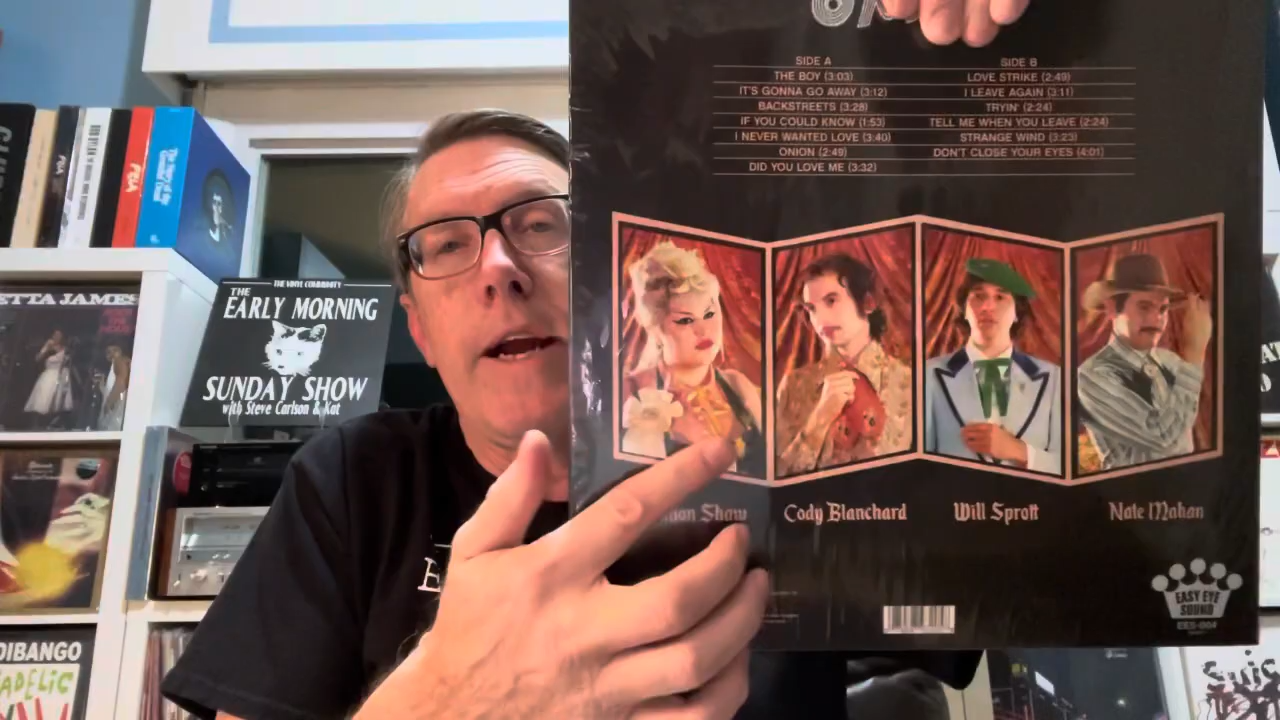 SIDE A
THE BOY (3:03)
IT'S GONNA GO AWAY (3:12)
BACKSTREETS (3:28)
IF YOU COULD KNOW (1:53)
I NEVER WANTED LOVE (3:40)
ONION (2:49)
DID YOU LOVE ME (3:32)
SIDE B
LOVE STRIKE (2:49)
I LEAVE AGAIN (3:11)
TRYIN' (2:24)
TELL ME WHEN YOU LEAVE (2:24)
STRANGE WIND (3:23)
DON'T CLOSE YOUR EYES (4:01)
Shaw
Cody Blanchard
Will Sprott
Nate Mahan
EASY EYE
SOUND
EES-004
THE VINYL COMMUNITY
THE
EARLY MORNING
SUNDAY SHOW
with Steve Carlson & Kat
ETTA JAMES
DIBANGO